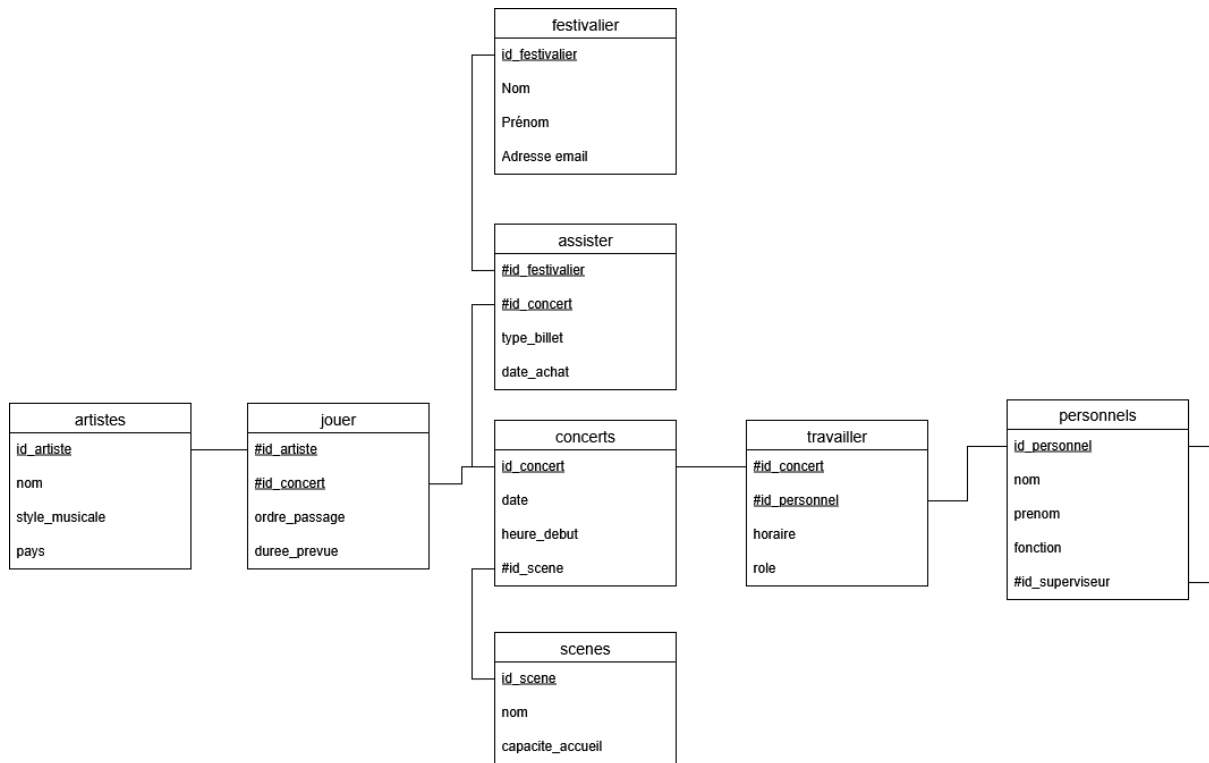 festivalier
id_festivalier
Nom
Prénom
Adresse email
assister
#id_festivalier
#id_concert
type_billet
date_achat
artistes
id_artiste
nom
style_musicale
pays
jouer
#id_artiste
#id_concert
ordre_passage
duree_prevue
concerts
id_concert
date
heure_debut
#id_scene
travailler
#id_concert
#id_personnel
horaire
role
personnels
id_personnel
nom
prenom
fonction
#id_superviseur
scenes
id_scene
nom
capacite_accueil